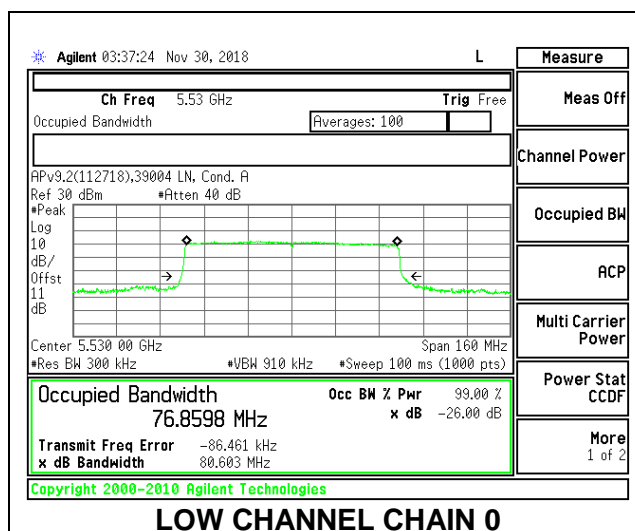 Agilent 03:37:24 Nov 30, 2018 L
Measure
Ch Freq 5.53 GHz Trig Free
Occupied Bandwidth Averages: 100
APv9.2(112718),39004 LN, Cond. A
Ref 30 dBm #Atten 40 dB
#Peak
Log
10
dB/
Offst
11
dB
Center 5.530 00 GHz Span 160 MHz
#Res BW 300 kHz #VBW 910 kHz #Sweep 100 ms (1000 pts)
Occupied Bandwidth Occ BW % Pwr 99.00 %
76.8598 MHz x dB -26.00 dB
Transmit Freq Error -86.461 kHz
x dB Bandwidth 80.603 MHz
Copyright 2000-2010 Agilent Technologies
Meas Off
Channel Power
Occupied BW
ACP
Multi Carrier
Power
Power Stat
CCDF
More
1 of 2
LOW CHANNEL CHAIN 0